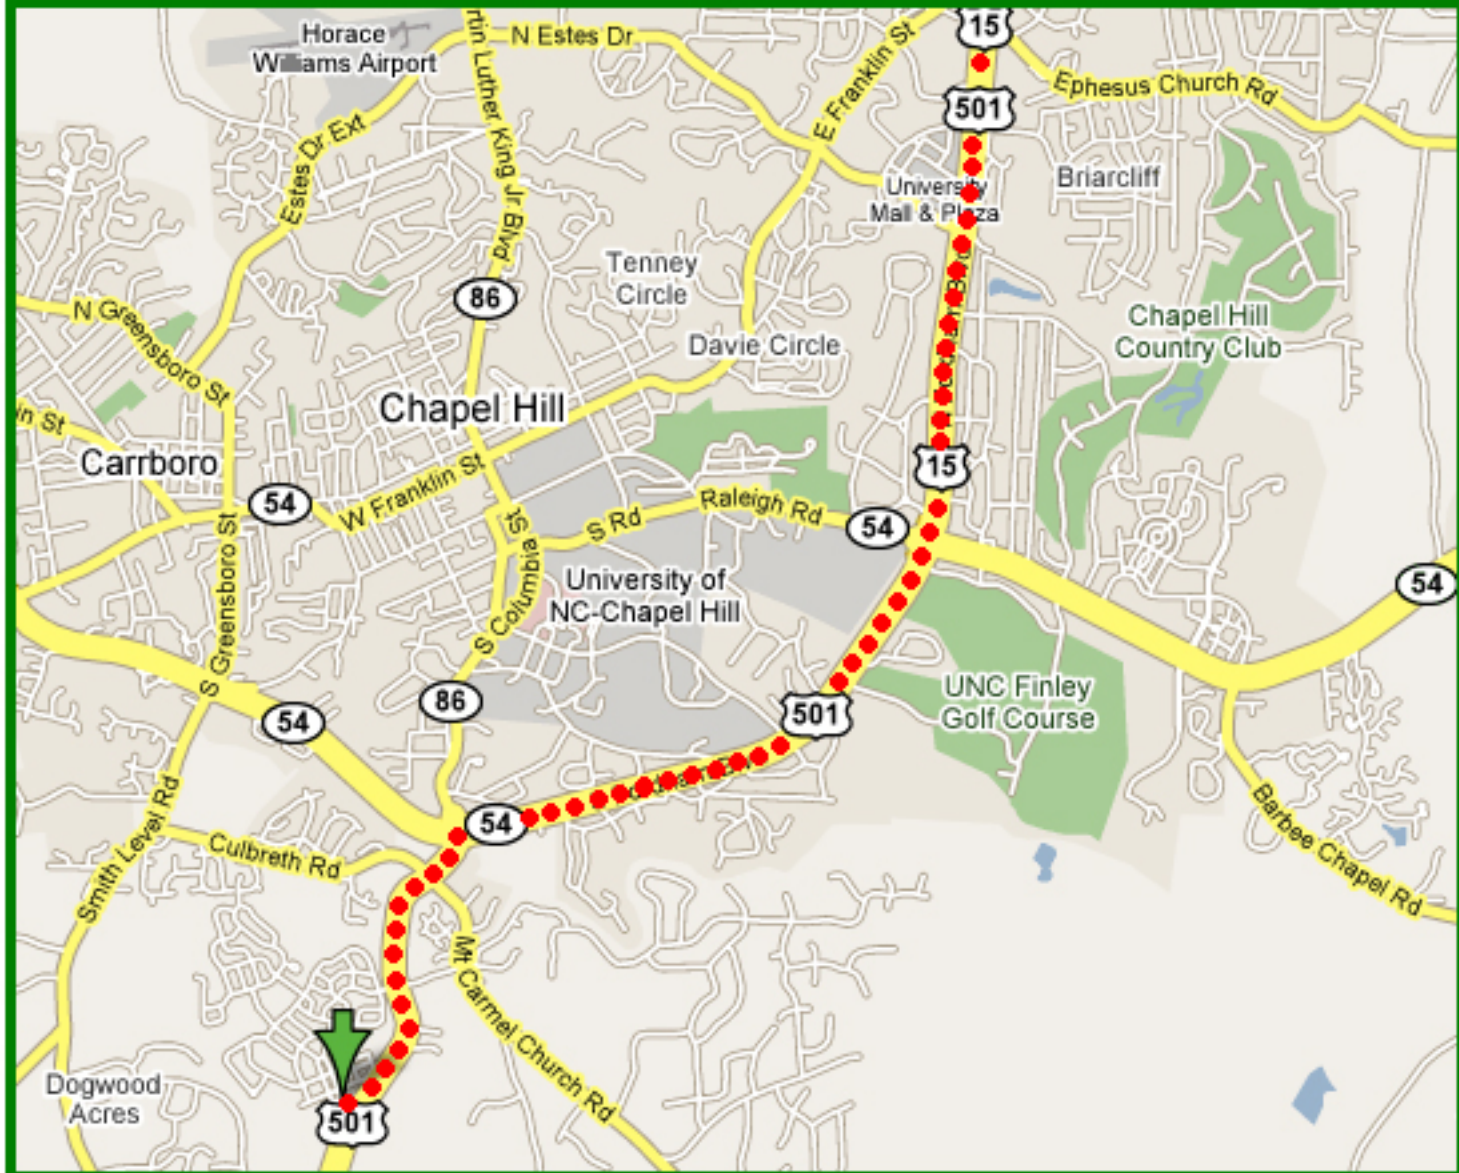 Horace
Williams Airport
N Estes Dr
rtin Luther King Jr Blvd
E Franklin St
15
501
Ephesus Church Rd
Estes Dr Ext
University
Mall & Plaza
Briarcliff
Tenney
Circle
86
N Greensboro St
Davie Circle
Chapel Hill
Country Club
Chapel Hill
in St
Carrboro
W Franklin St
54
15
S Rd
Raleigh Rd
54
S Columbia St
University of
NC-Chapel Hill
54
S Greensboro St
86
54
501
UNC Finley
Golf Course
Smith Level Rd
Culbreth Rd
54
Barbee Chapel Rd
Mt Carmel Church Rd
Dogwood
Acres
501